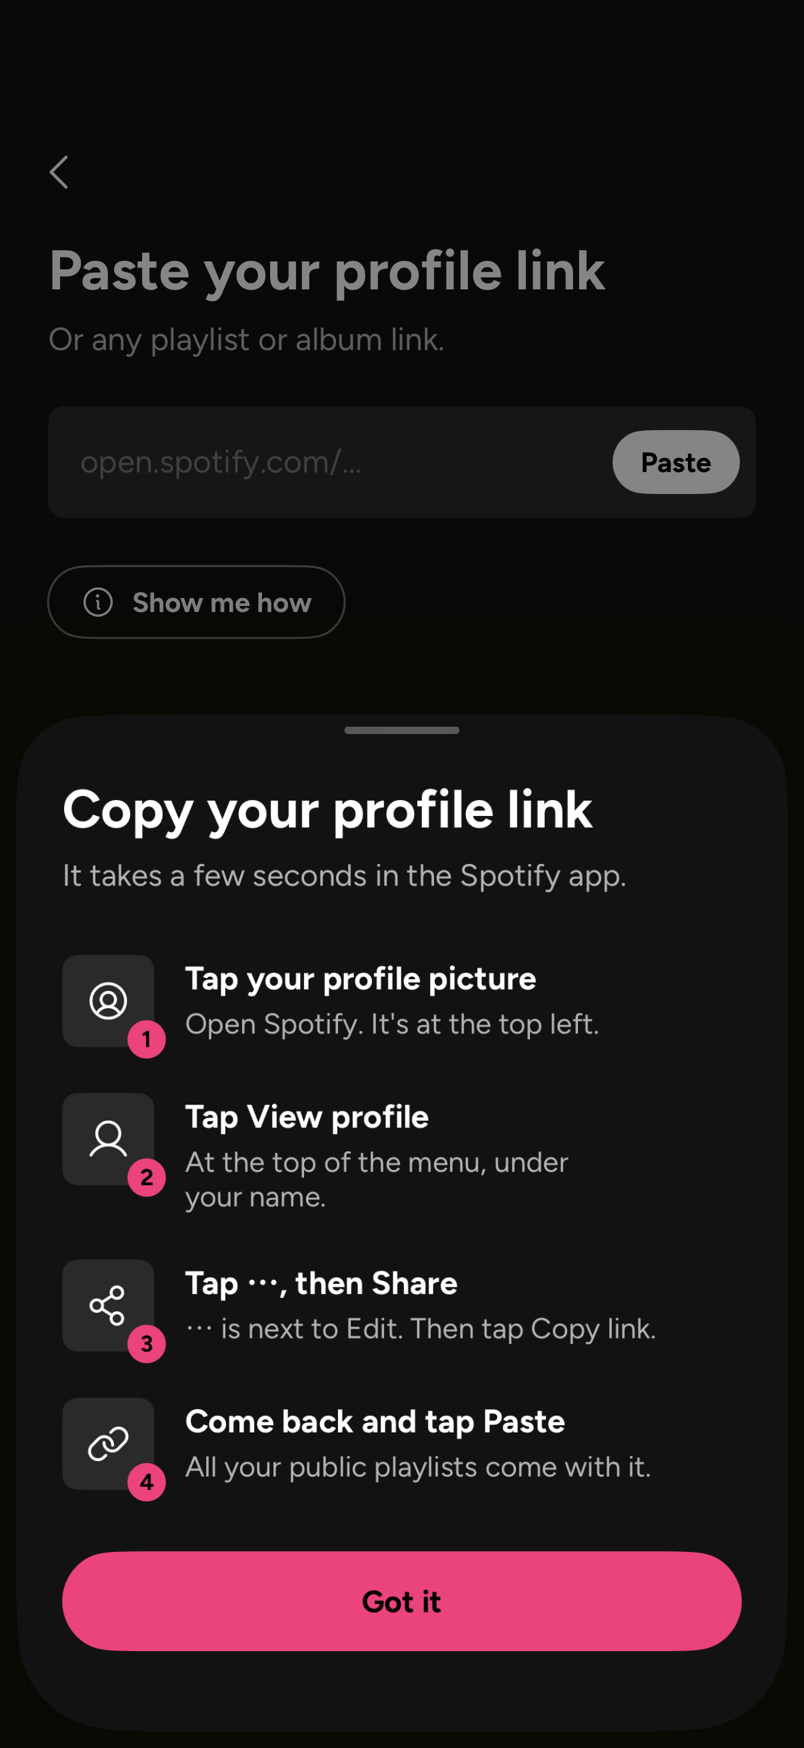 Paste your profile link
Or any playlist or album link.
open.spotify.com/...
Paste
Show me how
Copy your profile link
It takes a few seconds in the Spotify app.
Tap your profile picture
Open Spotify. It's at the top left.
1
Tap View profile
At the top of the menu, under
your name.
2
Tap ···, then Share
··· is next to Edit. Then tap Copy link.
3
Come back and tap Paste
All your public playlists come with it.
4
Got it